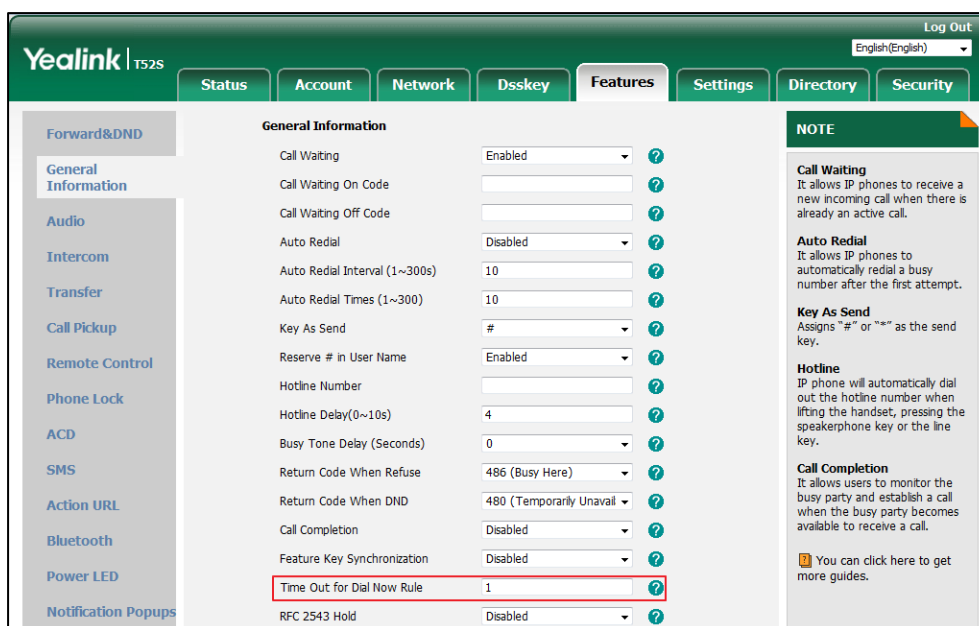 Log Out
English(English)
Yealink T52S
Status Account Network Dsskey Features Settings Directory Security
Forward&DND
General
Information
Audio
Intercom
Transfer
Call Pickup
Remote Control
Phone Lock
ACD
SMS
Action URL
Bluetooth
Power LED
Notification Popups
General Information
Call Waiting Enabled ?
Call Waiting On Code ?
Call Waiting Off Code ?
Auto Redial Disabled ?
Auto Redial Interval (1~300s) 10 ?
Auto Redial Times (1~300) 10 ?
Key As Send # ?
Reserve # in User Name Enabled ?
Hotline Number ?
Hotline Delay(0~10s) 4 ?
Busy Tone Delay (Seconds) 0 ?
Return Code When Refuse 486 (Busy Here) ?
Return Code When DND 480 (Temporarily Unavail ?
Call Completion Disabled ?
Feature Key Synchronization Disabled ?
Time Out for Dial Now Rule 1 ?
RFC 2543 Hold Disabled ?
NOTE
Call Waiting
It allows IP phones to receive a
new incoming call when there is
already an active call.
Auto Redial
It allows IP phones to
automatically redial a busy
number after the first attempt.
Key As Send
Assigns "#" or "*" as the send
key.
Hotline
IP phone will automatically dial
out the hotline number when
lifting the handset, pressing the
speakerphone key or the line
key.
Call Completion
It allows users to monitor the
busy party and establish a call
when the busy party becomes
available to receive a call.
? You can click here to get
more guides.